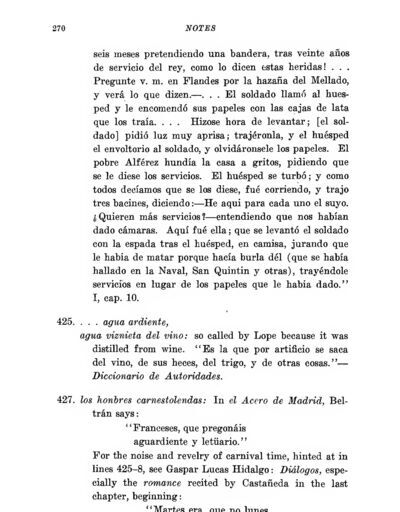 270 NOTES
seis meses pretendiendo una bandera, tras veinte años
de servicio del rey, como lo dicen estas heridas! . . .
Pregunte v. m. en Flandes por la hazaña del Mellado,
y verá lo que dizen.—. . . El soldado llamó al hues-
ped y le encomendó sus papeles con las cajas de lata
que los traía. . . . Hizose hora de levantar; [el sol-
dado] pidió luz muy aprisa; trajéronla, y el huésped
el envoltorio al soldado, y olvidáronsele los papeles. El
pobre Alférez hundía la casa a gritos, pidiendo que
se le diese los servicios. El huésped se turbó; y como
todos decíamos que se los diese, fué corriendo, y trajo
tres bacines, diciendo:—He aqui para cada uno el suyo.
¿Quieren más servicios?—entendiendo que nos habían
dado cámaras. Aquí fué ella; que se levantó el soldado
con la espada tras el huésped, en camisa, jurando que
le había de matar porque hacía burla dél (que se había
hallado en la Naval, San Quintin y otras), trayéndole
servicios en lugar de los papeles que le había dado.”
I, cap. 10.
425. . . . agua ardiente,
agua viznieta del vino: so called by Lope because it was
distilled from wine. “Es la que por artificio se saca
del vino, de sus heces, del trigo, y de otras cosas.”—
Diccionario de Autoridades.
427. los honbres carnestolendas: In el Acero de Madrid, Bel-
trán says:
“Franceses, que pregonáis
aguardiente y letüario.”
For the noise and revelry of carnival time, hinted at in
lines 425–8, see Gaspar Lucas Hidalgo: Diálogos, espe-
cially the romance recited by Castañeda in the last
chapter, beginning:
“Martes era, que no lunes